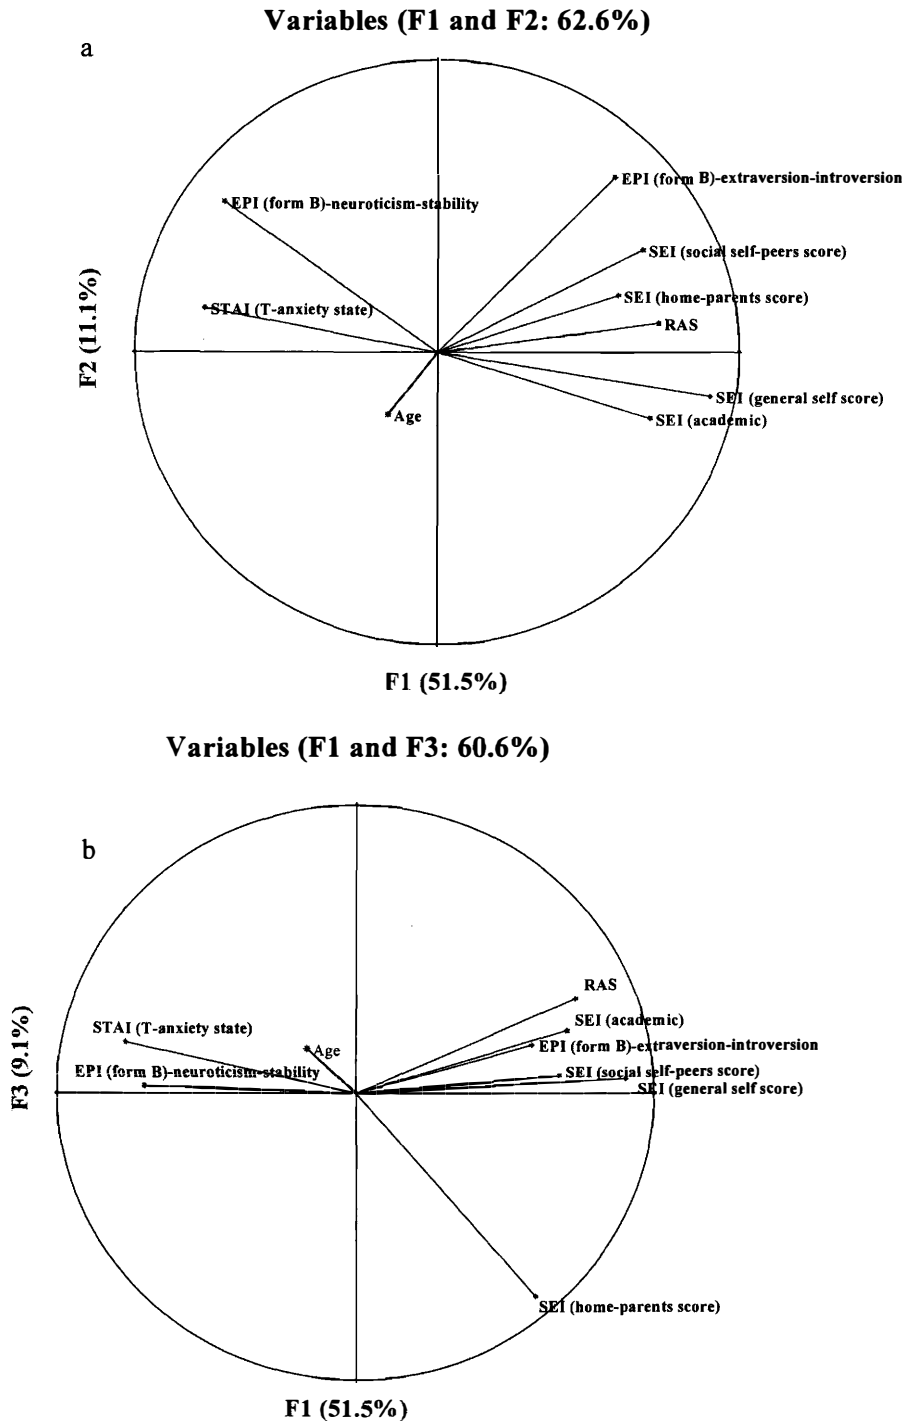 Variables (F1 and F2: 62.6%)
a
EPI (form B)-extraversion-introversion
EPI (form B)-neuroticism-stability
SEI (social self-peers score)
SEI (home-parents score)
STAI (T-anxiety state)
RAS
F2 (11.1%)
SEI (general self score)
Age
SEI (academic)
F1 (51.5%)
Variables (F1 and F3: 60.6%)
b
RAS
SEI (academic)
STAI (T-anxiety state)
Age
EPI (form B)-extraversion-introversion
F3 (9.1%)
EPI (form B)-neuroticism-stability
SEI (social self-peers score)
SEI (general self score)
SEI (home-parents score)
F1 (51.5%)